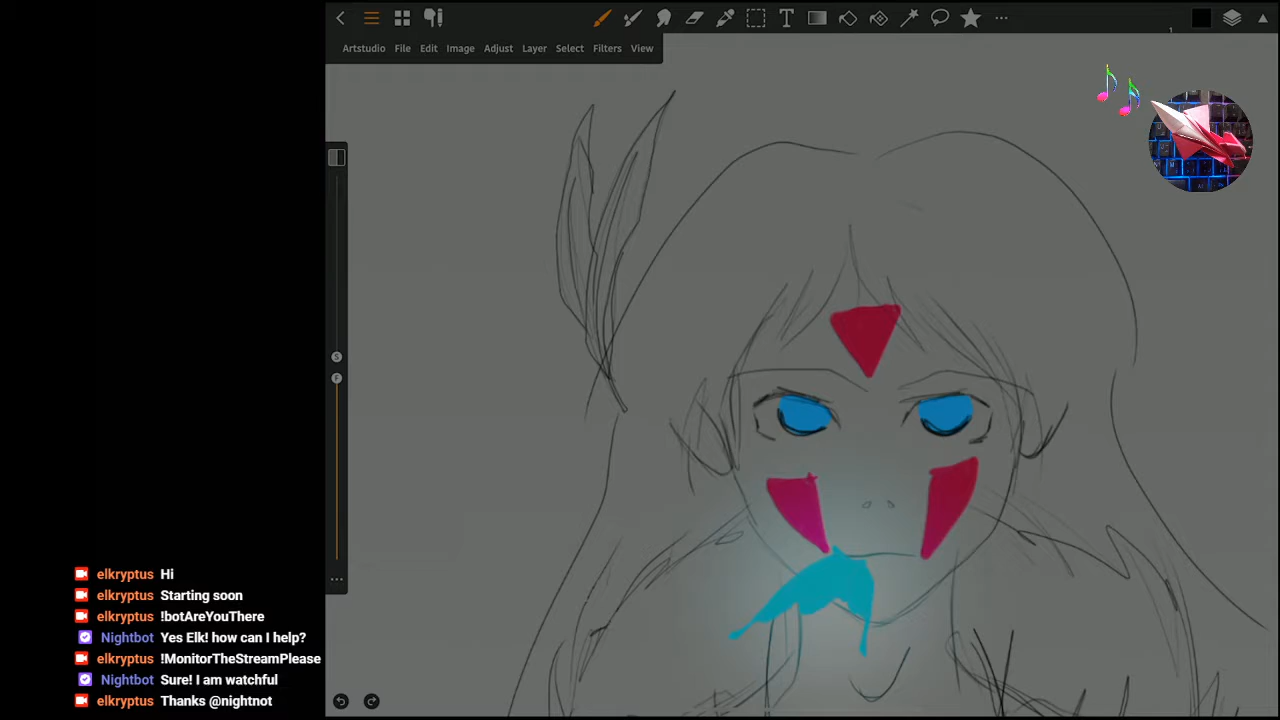 1
Artstudio File Edit Image Adjust Layer Select Filters View
S
F
elkryptus Hi
elkryptus Starting soon
elkryptus !botAreYouThere
Nightbot Yes Elk! how can I help?
elkryptus !MonitorTheStreamPlease
Nightbot Sure! I am watchful
elkryptus Thanks @nightnot